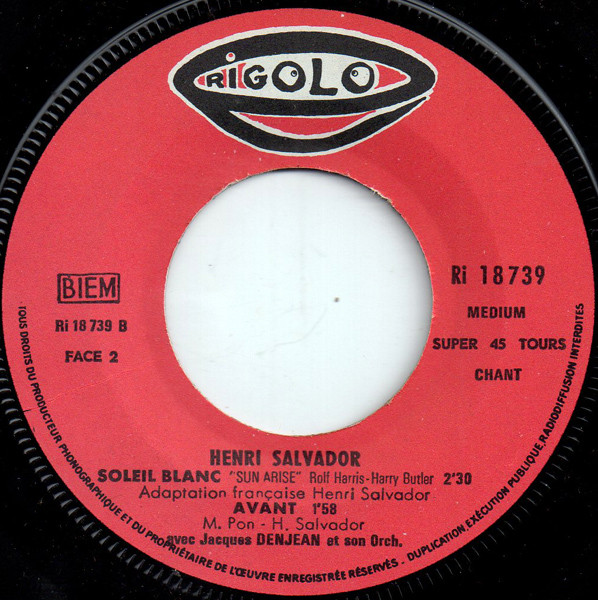 RIGOLO
BIEM
Ri 18 739 B
FACE 2
Ri 18739
MEDIUM
SUPER 45 TOURS
CHANT
HENRI SALVADOR
SOLEIL BLANC "SUN ARISE" Rolf Harris-Harry Butler 2'30
Adaptation française Henri Salvador
AVANT 1'58
M. Pon - H. Salvador
avec Jacques DENJEAN et son Orch.
TOUS DROITS DU PRODUCTEUR PHONOGRAPHIQUE ET DU PROPRIÉTAIRE DE L'ŒUVRE ENREGISTRÉE RÉSERVÉS - DUPLICATION, EXÉCUTION PUBLIQUE, RADIODIFFUSION INTERDITES